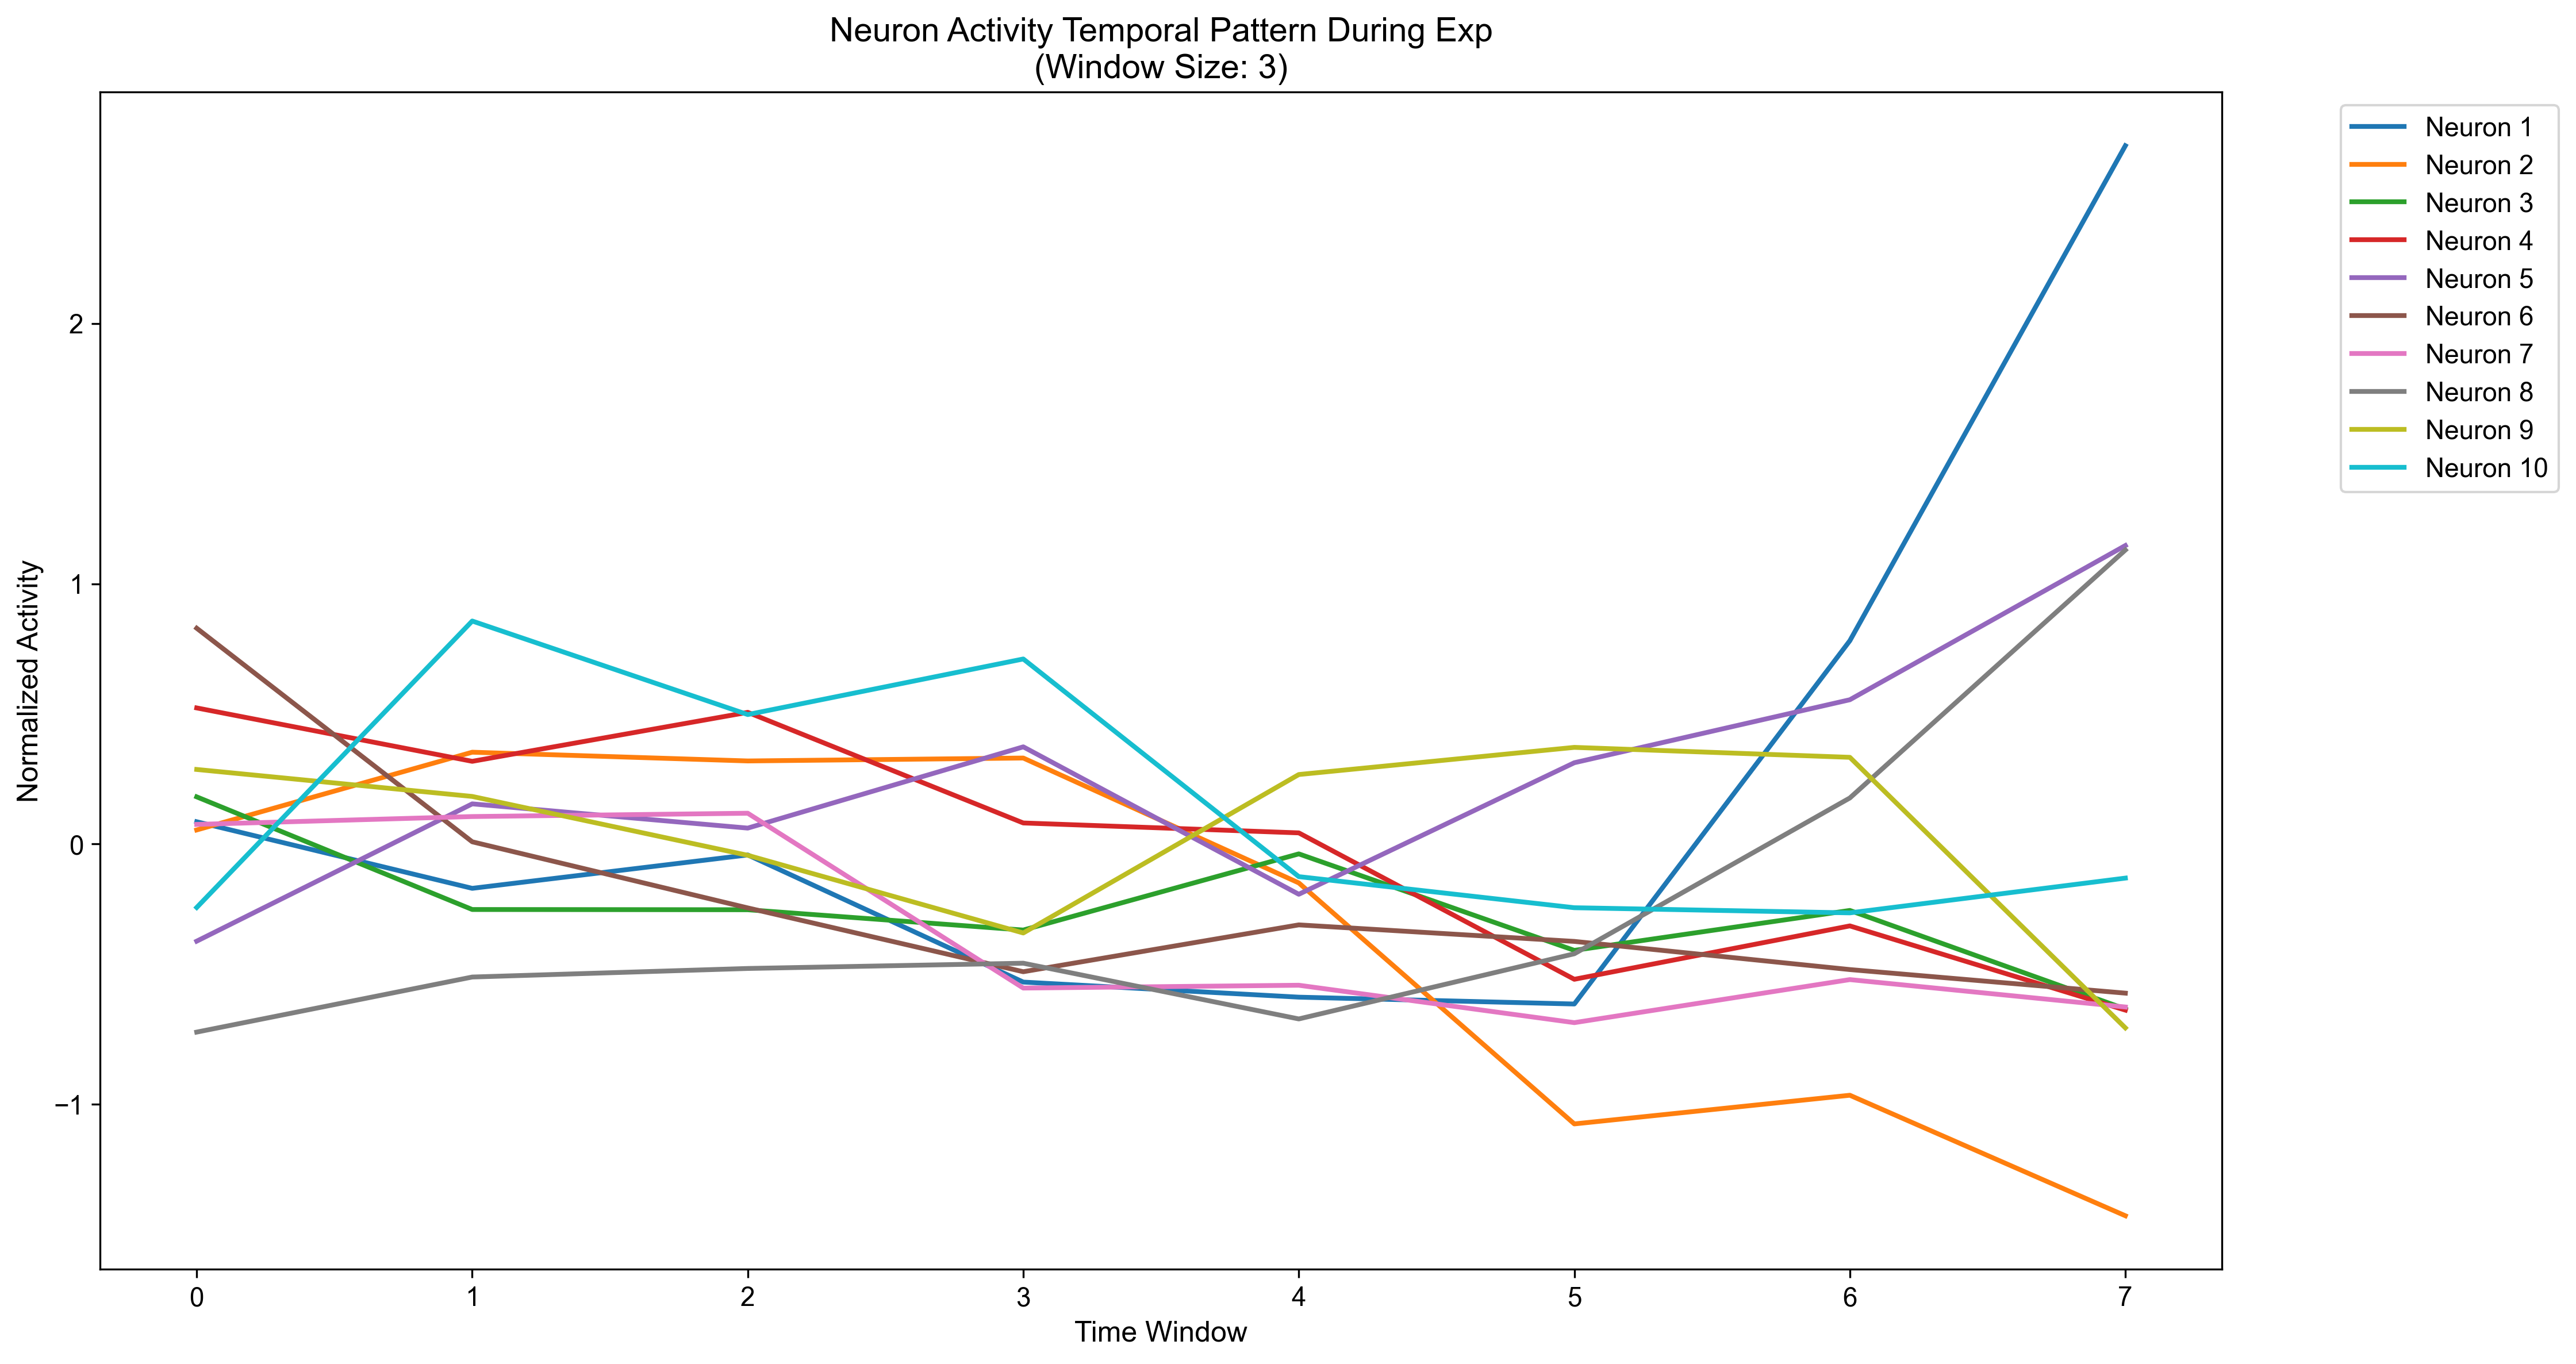 Neuron Activity Temporal Pattern During Exp
(Window Size: 3)
Normalized Activity
2
1
0
−1
0 1 2 3 4 5 6 7
Time Window
Neuron 1
Neuron 2
Neuron 3
Neuron 4
Neuron 5
Neuron 6
Neuron 7
Neuron 8
Neuron 9
Neuron 10